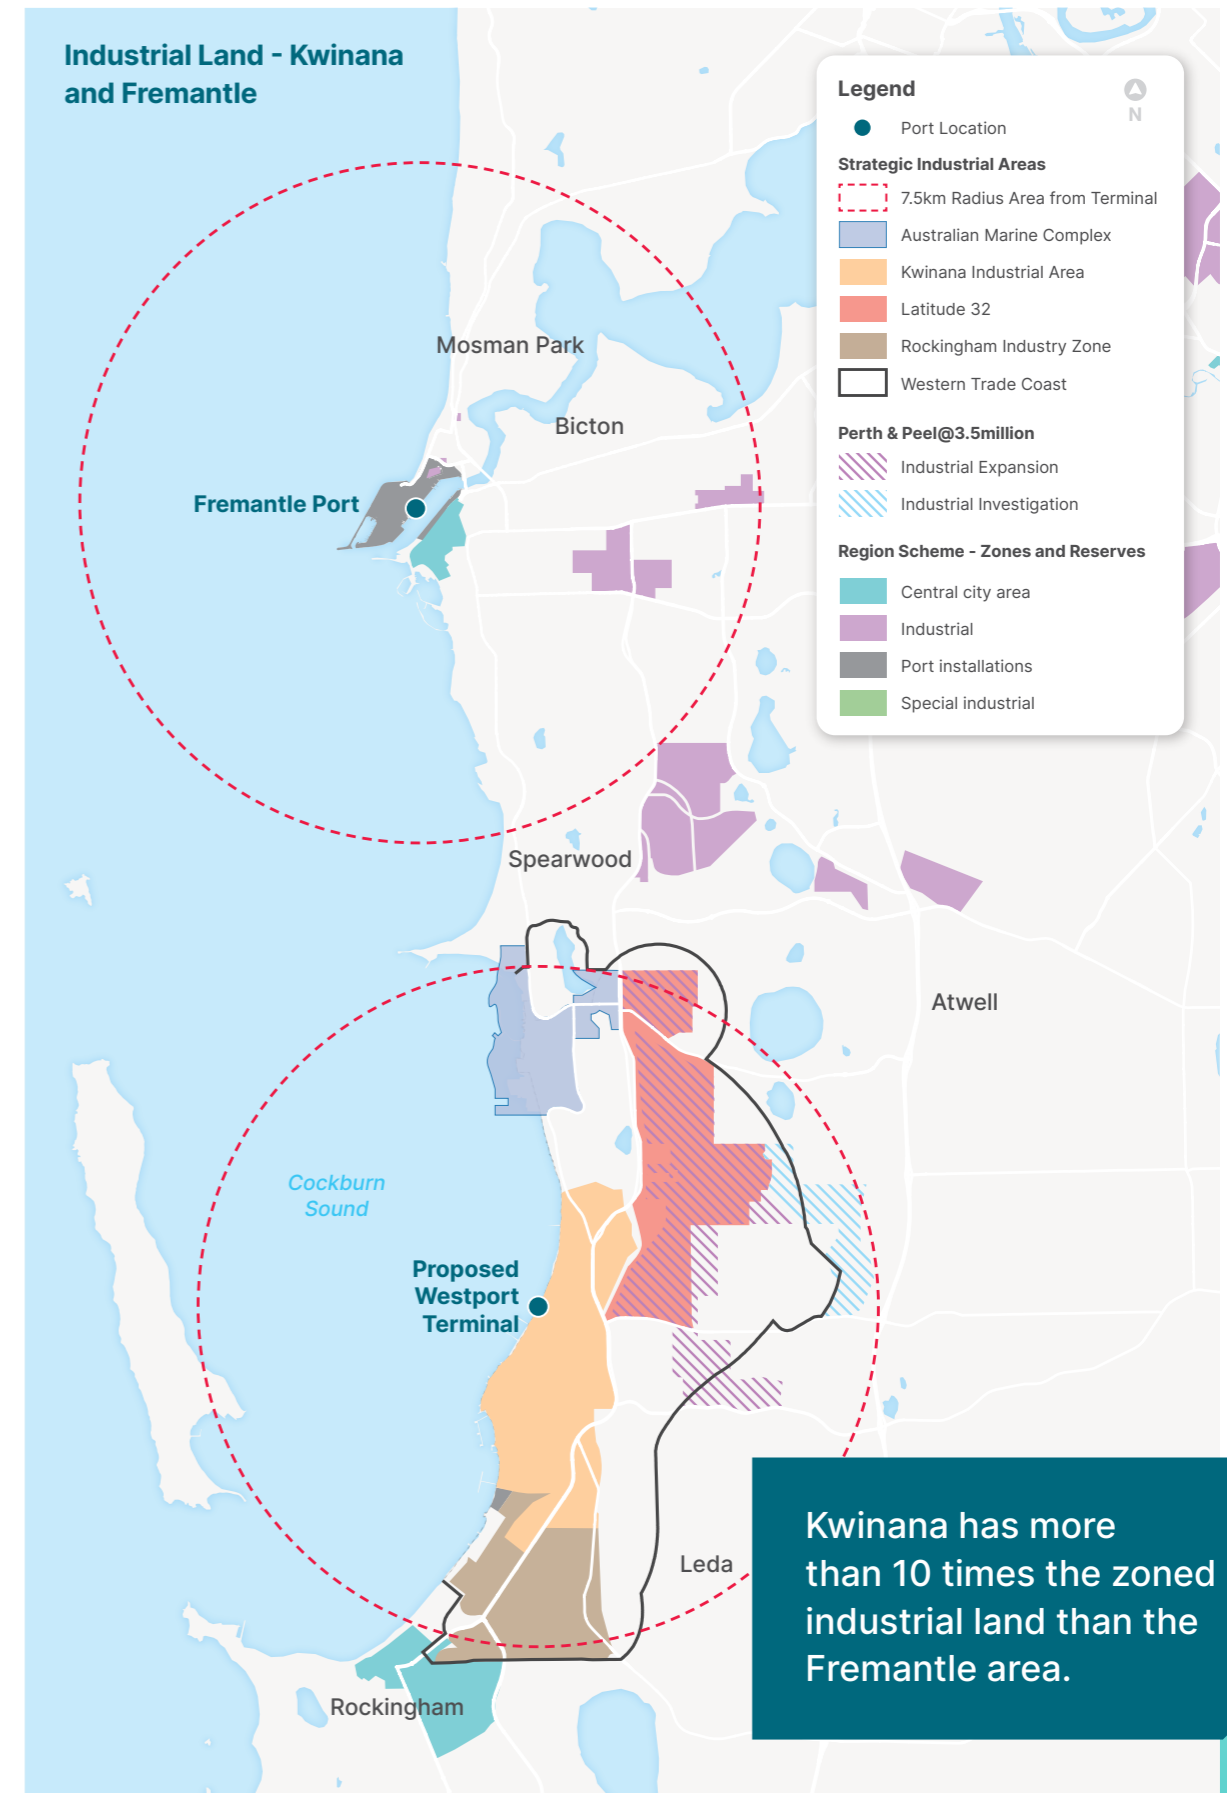 Industrial Land - Kwinana
and Fremantle
Legend
N
Port Location
Strategic Industrial Areas
7.5km Radius Area from Terminal
Australian Marine Complex
Kwinana Industrial Area
Latitude 32
Rockingham Industry Zone
Western Trade Coast
Perth & Peel@3.5million
Industrial Expansion
Industrial Investigation
Region Scheme - Zones and Reserves
Central city area
Industrial
Port installations
Special industrial
Mosman Park
Bicton
Fremantle Port
Spearwood
Atwell
Cockburn
Sound
Proposed
Westport
Terminal
Leda
Rockingham
Kwinana has more
than 10 times the zoned
industrial land than the
Fremantle area.